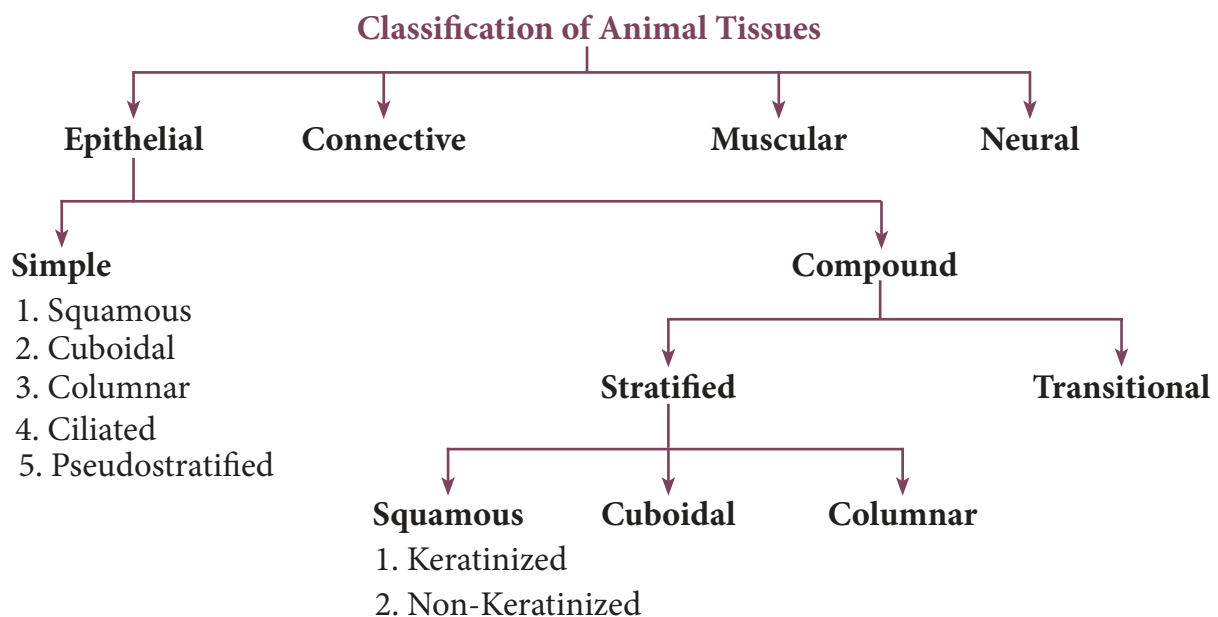 Classification of Animal Tissues
Epithelial Connective Muscular Neural
Simple Compound
1. Squamous
2. Cuboidal
3. Columnar
4. Ciliated
5. Pseudostratified
Stratified Transitional
Squamous Cuboidal Columnar
1. Keratinized
2. Non-Keratinized